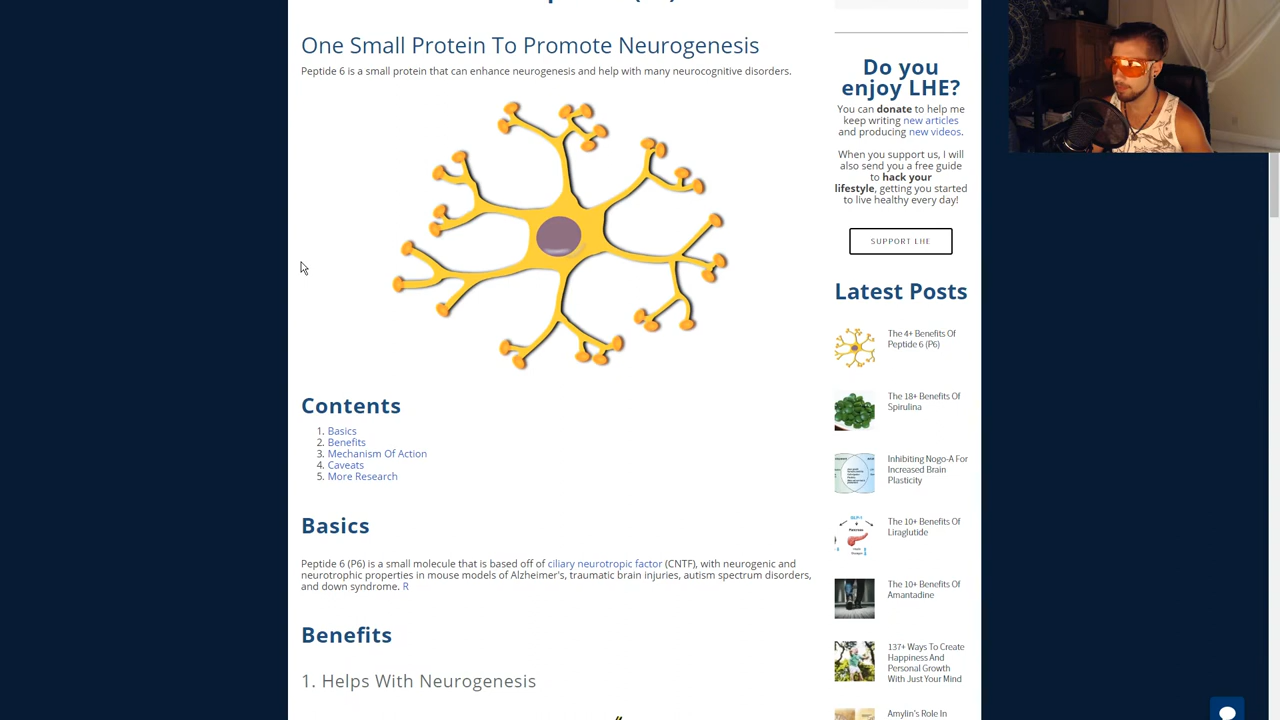 One Small Protein To Promote Neurogenesis
Peptide 6 is a small protein that can enhance neurogenesis and help with many neurocognitive disorders.
Contents
1. Basics
2. Benefits
3. Mechanism Of Action
4. Caveats
5. More Research
Basics
Peptide 6 (P6) is a small molecule that is based off of ciliary neurotropic factor (CNTF), with neurogenic and
neurotrophic properties in mouse models of Alzheimer's, traumatic brain injuries, autism spectrum disorders,
and down syndrome. R
Benefits
1. Helps With Neurogenesis
Do you
enjoy LHE?
You can donate to help me
keep writing new articles
and producing new videos.
When you support us, I will
also send you a free guide
to hack your
lifestyle, getting you started
to live healthy every day!
SUPPORT LHE
Latest Posts
The 4+ Benefits Of
Peptide 6 (P6)
The 18+ Benefits Of
Spirulina
Inhibiting Nogo-A For
Increased Brain
Plasticity
The 10+ Benefits Of
Liraglutide
The 10+ Benefits Of
Amantadine
137+ Ways To Create
Happiness And
Personal Growth
With Just Your Mind
Amylin's Role In